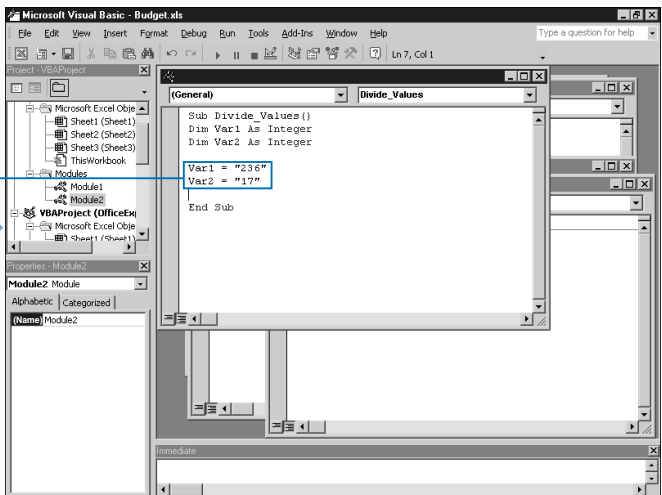 Microsoft Visual Basic - Budget.xls
File Edit View Insert Format Debug Run Tools Add-Ins Window Help
Type a question for help
Ln 7, Col 1
Project - VBAProject
Microsoft Excel Obje
Sheet1 (Sheet1)
Sheet2 (Sheet2)
Sheet3 (Sheet3)
ThisWorkbook
Modules
Module1
Module2
VBAProject (OfficeEx
Microsoft Excel Obje
Sheet1 (Sheet1)
Properties - Module2
Module2 Module
Alphabetic Categorized
(Name) Module2
(General) Divide_Values
Sub Divide_Values()
Dim Var1 As Integer
Dim Var2 As Integer
Var1 = "236"
Var2 = "17"
End Sub
Immediate